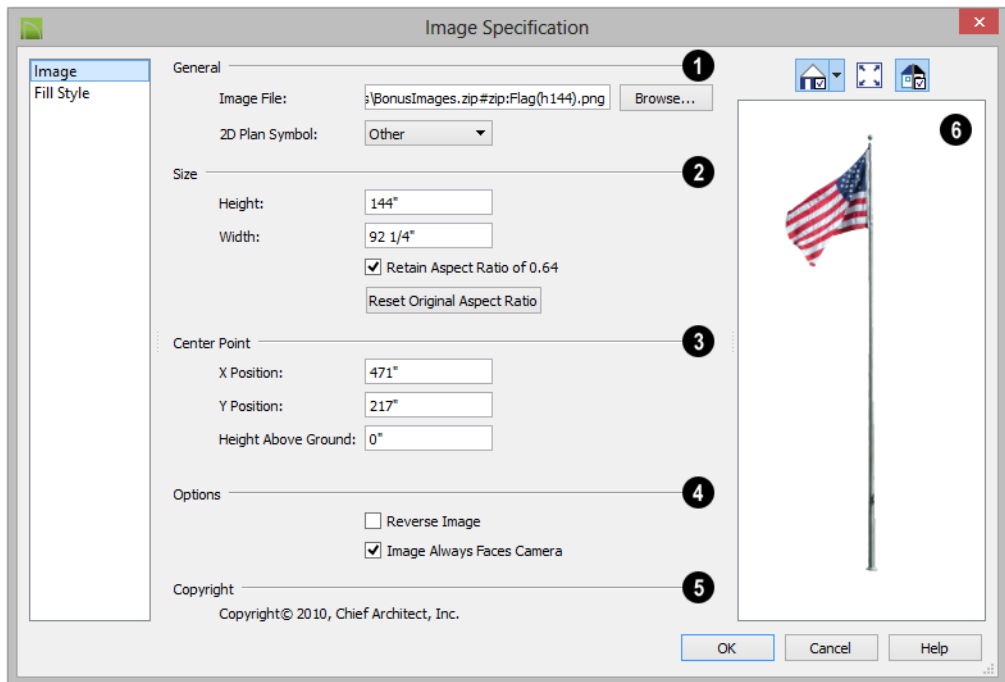 Image Specification
Image
Fill Style
General
1
Image File:
s\BonusImages.zip#zip:Flag(h144).png
Browse...
2D Plan Symbol:
Other
Size
2
Height:
144"
Width:
92 1/4"
Retain Aspect Ratio of 0.64
Reset Original Aspect Ratio
Center Point
3
X Position:
471"
Y Position:
217"
Height Above Ground:
0"
Options
4
Reverse Image
Image Always Faces Camera
Copyright
5
Copyright© 2010, Chief Architect, Inc.
6
OK
Cancel
Help